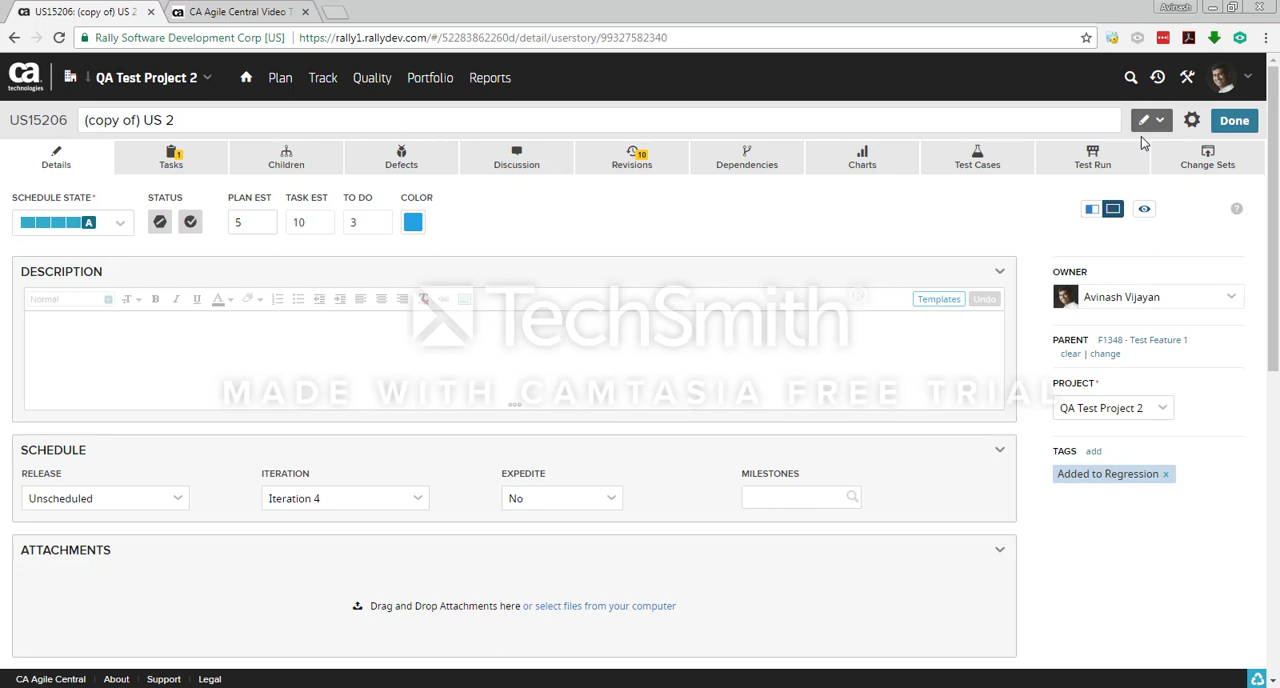 US15206: (copy of) US 2
CA Agile Central Video T
Avinash
Rally Software Development Corp [US]
https://rally1.rallydev.com/#/52283862260d/detail/userstory/99327582340
ca
technologies
QA Test Project 2
Plan
Track
Quality
Portfolio
Reports
US15206
(copy of) US 2
Done
Details
1
Tasks
Children
Defects
Discussion
10
Revisions
Dependencies
Charts
Test Cases
Test Run
Change Sets
SCHEDULE STATE*
STATUS
PLAN EST
TASK EST
TO DO
COLOR
A
5
10
3
DESCRIPTION
OWNER
Normal
Templates
Undo
Avinash Vijayan
TechSmith®
PARENT F1348 - Test Feature 1
clear | change
MADE WITH CAMTASIA FREE TRIAL
PROJECT*
QA Test Project 2
SCHEDULE
TAGS add
Added to Regression ×
RELEASE
ITERATION
EXPEDITE
MILESTONES
Unscheduled
Iteration 4
No
ATTACHMENTS
Drag and Drop Attachments here or select files from your computer
CA Agile Central
About
Support
Legal